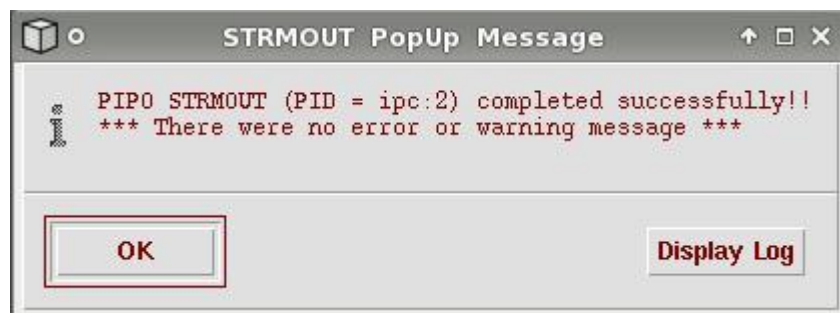 STRMOUT PopUp Message
PIPO STRMOUT (PID = ipc:2) completed successfully!!
*** There were no error or warning message ***
OK
Display Log